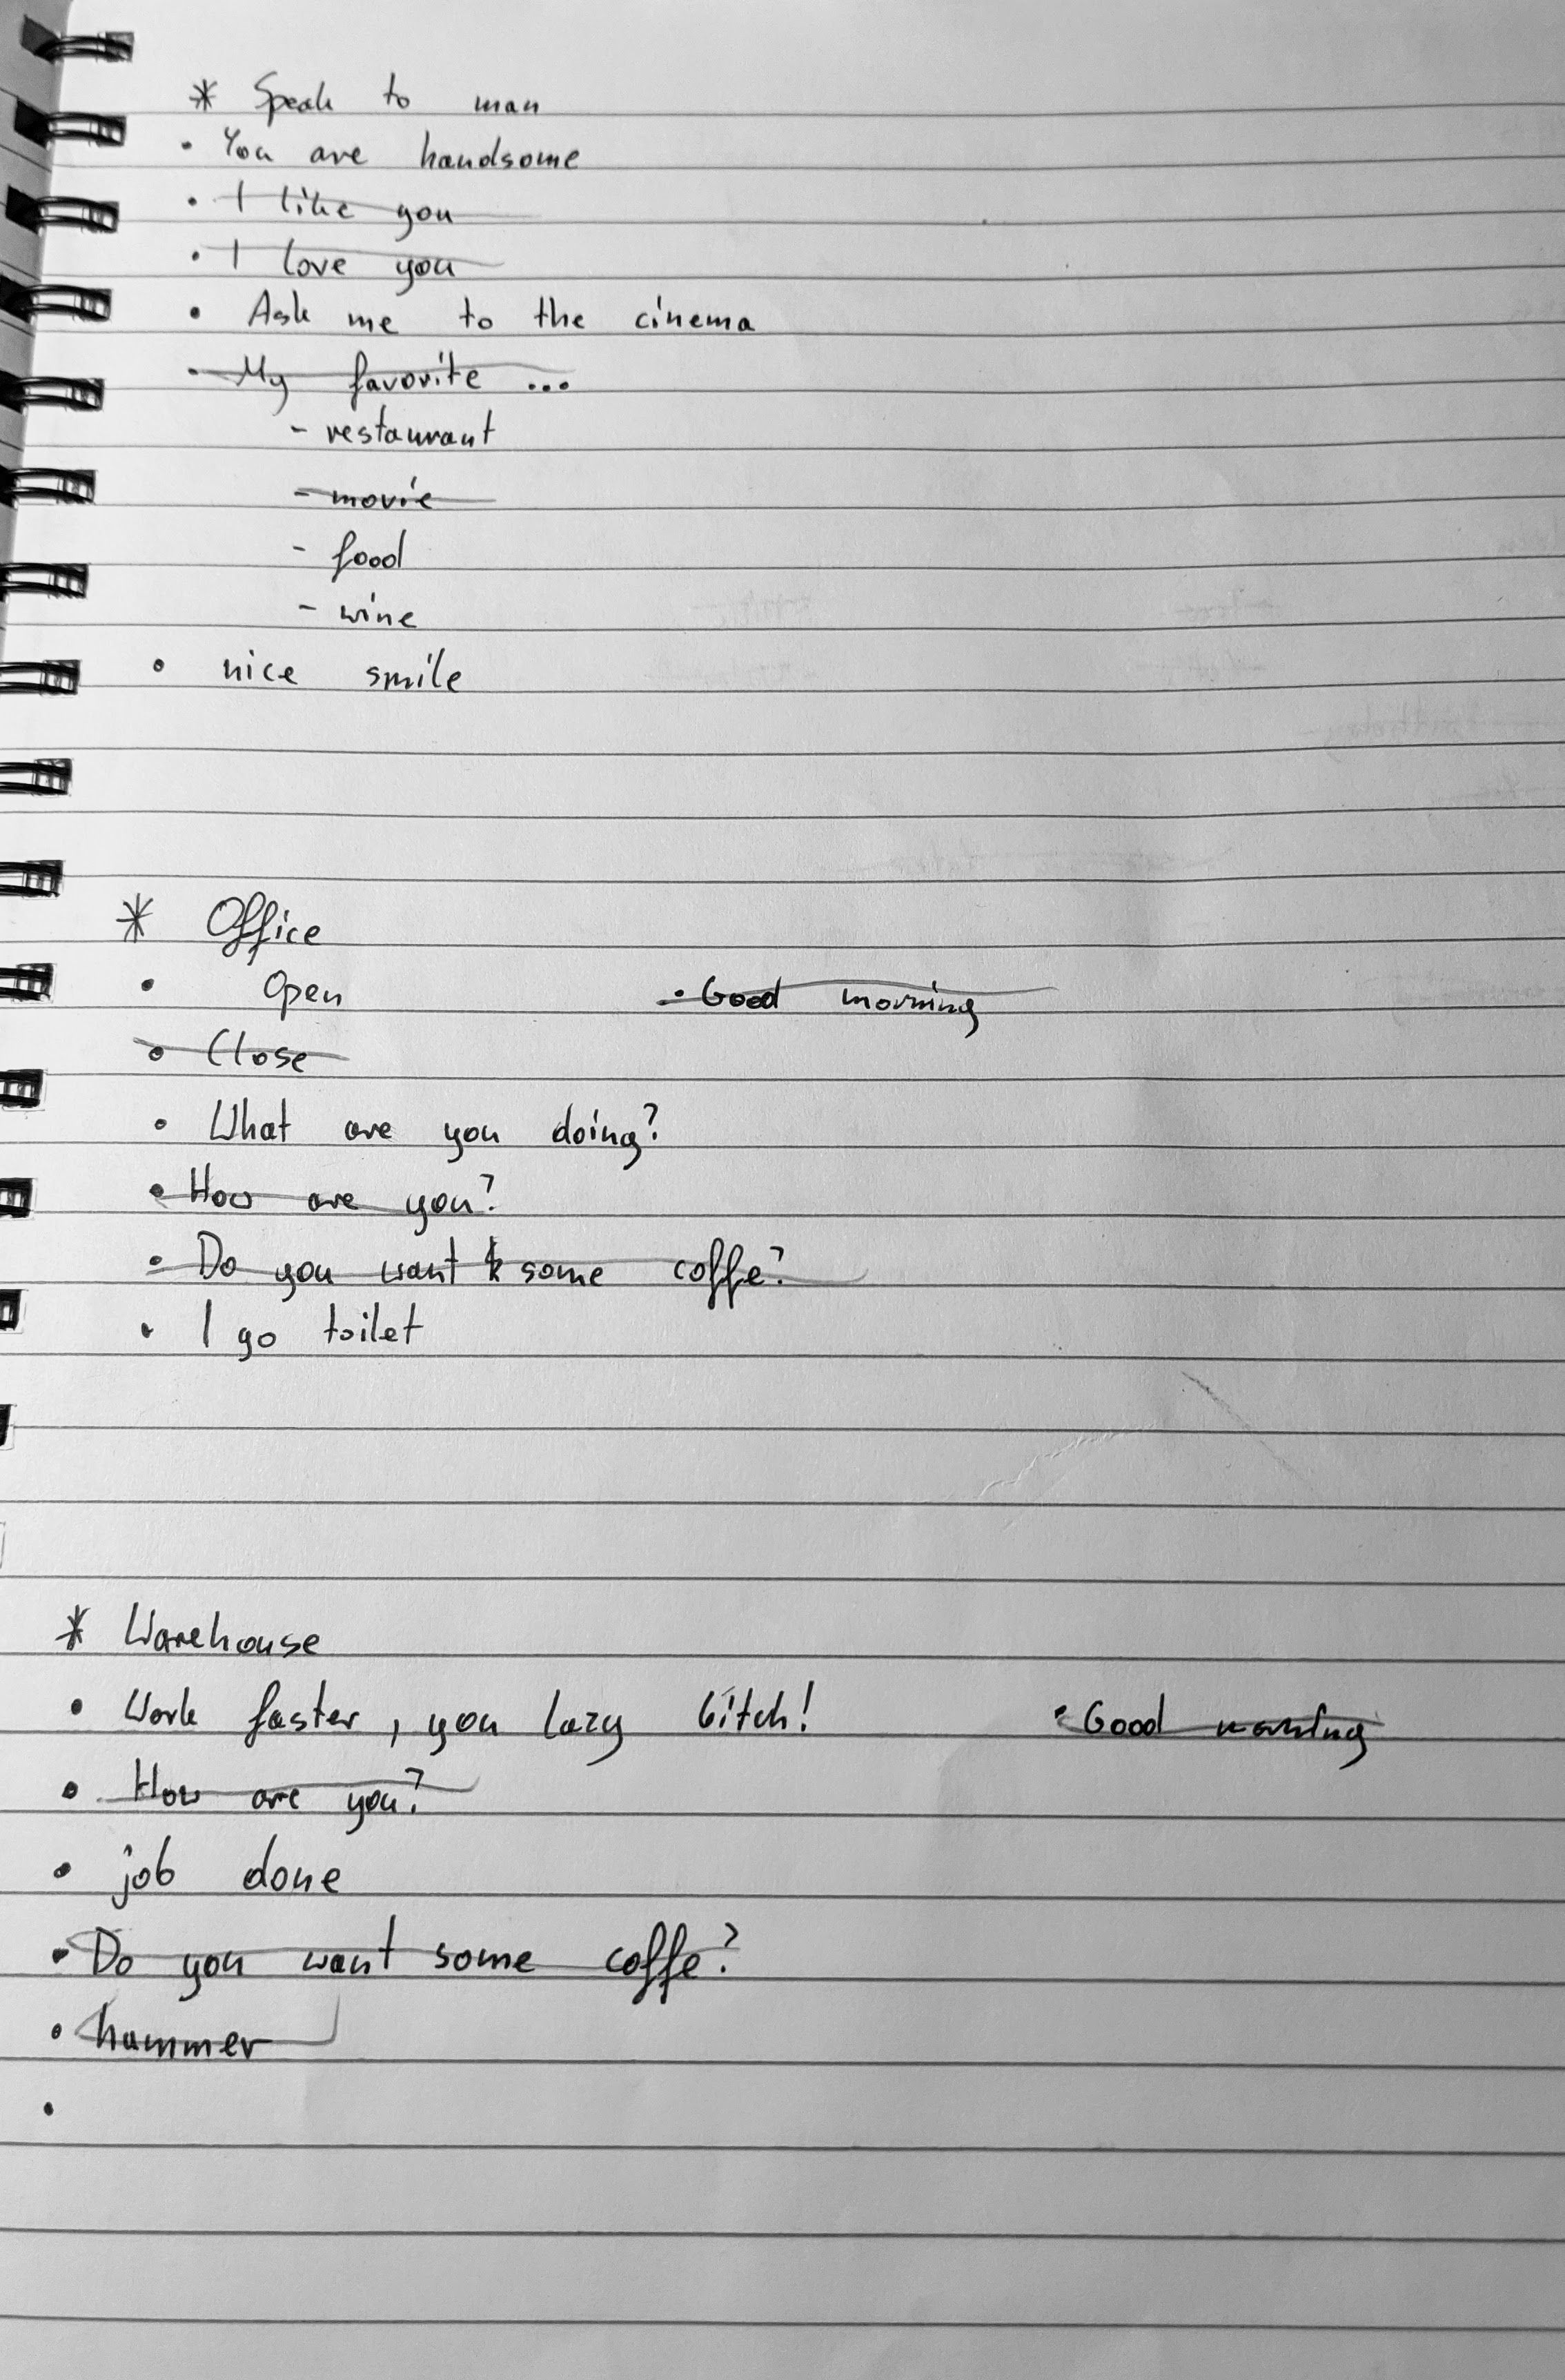 * Speak to man
• You are handsome
• I like you
• I love you
• Ask me to the cinema
• My favorite ...
- restaurant
- movie
- food
- wine
• nice smile
* Office
• Open • Good morning
• Close
• What are you doing?
• How are you?
• Do you want some coffe?
• I go toilet
* Warehouse
• Work faster, you lazy bitch! • Good morning
• How are you?
• job done
• Do you want some coffe?
• hammer
•